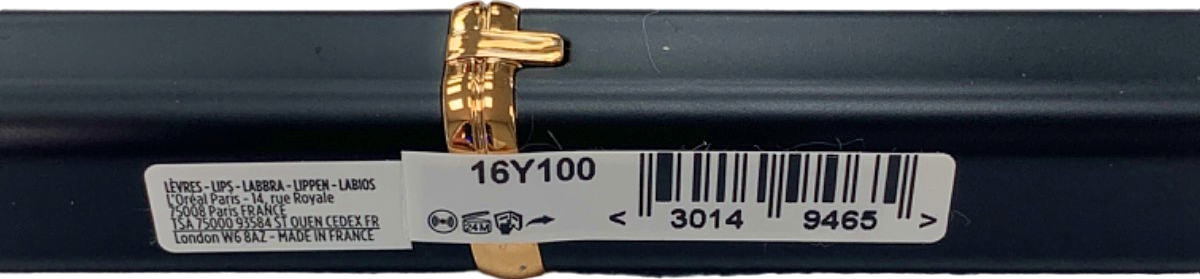 LÈVRES - LIPS - LABBRA - LIPPEN - LABIOS
L'Oréal Paris - 14, rue Royale
75008 Paris FRANCE
TSA 75000 93584 ST OUEN CEDEX FR
London W6 8AZ - MADE IN FRANCE
16Y100
24M
< 3014 9465 >